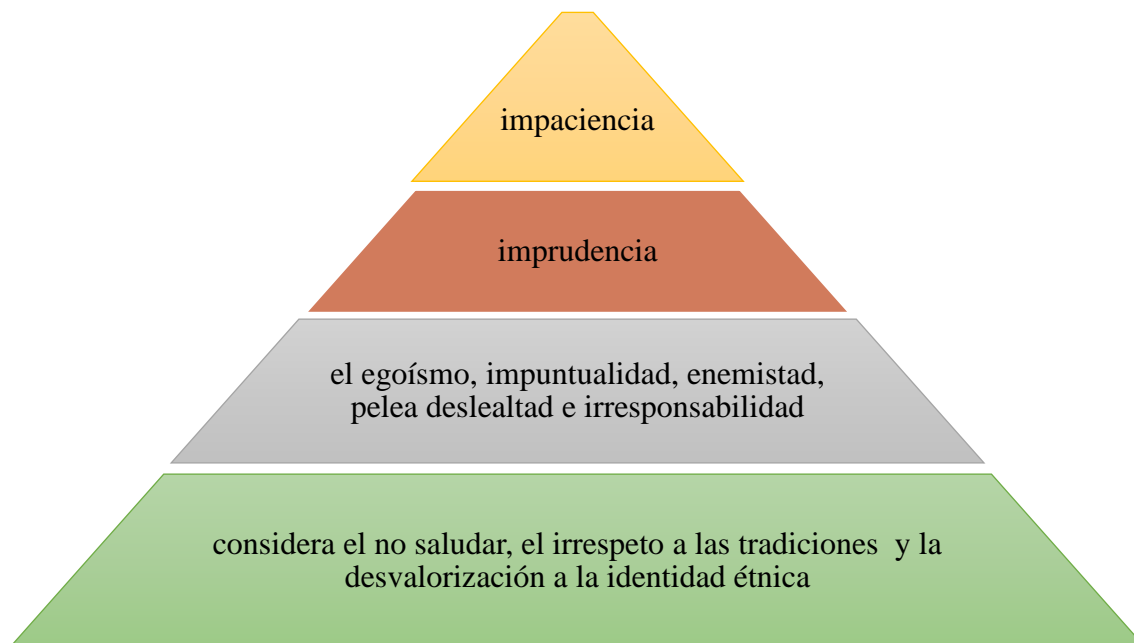 impaciencia
imprudencia
el egoísmo, impuntualidad, enemistad,
pelea deslealtad e irresponsabilidad
considera el no saludar, el irrespeto a las tradiciones  y la
desvalorización a la identidad étnica